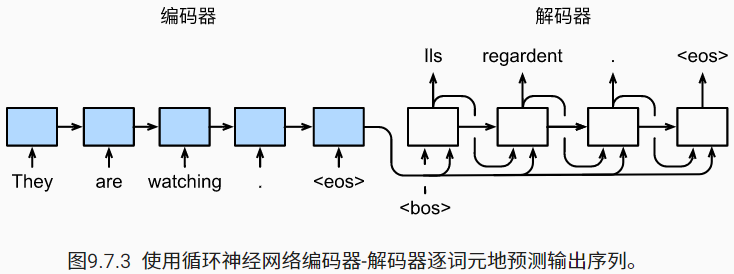 编码器 解码器
Ils regardent . <eos>
They are watching . <eos>
<bos>
图9.7.3 使用循环神经网络编码器-解码器逐词元地预测输出序列。